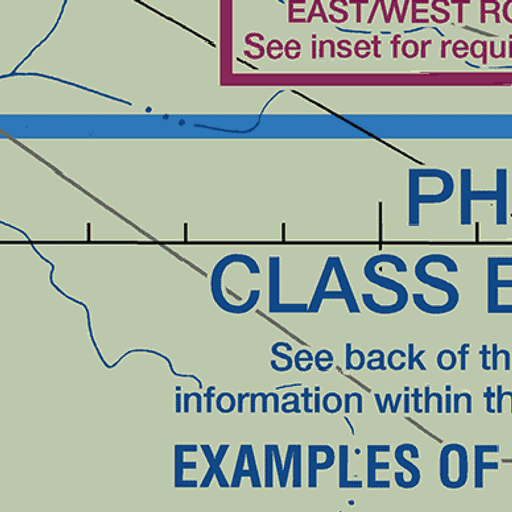 EAST/WEST RO
See inset for requi
PH
CLASS B
See back of th
information within th
EXAMPLES OF